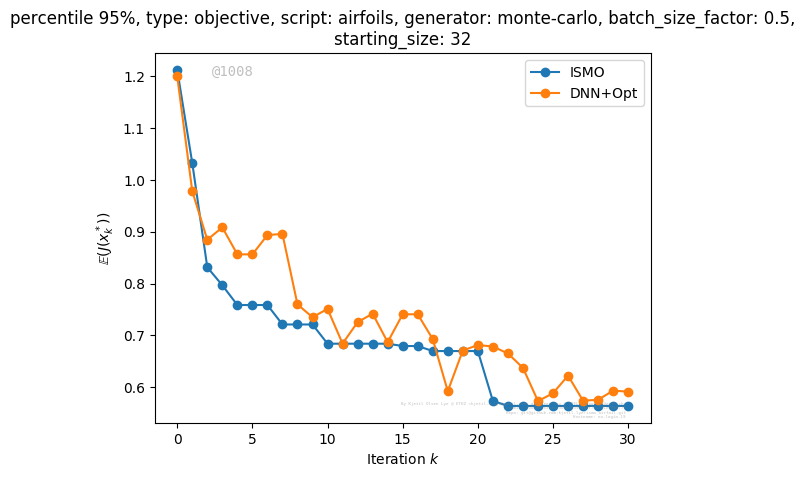 percentile 95%, type: objective, script: airfoils, generator: monte-carlo, batch_size_factor: 0.5,
starting_size: 32
@1008
ISMO
DNN+Opt
1.2
1.1
1.0
0.9
0.8
0.7
0.6
𝔼(J(x_k^*))
0
5
10
15
20
25
30
Iteration k